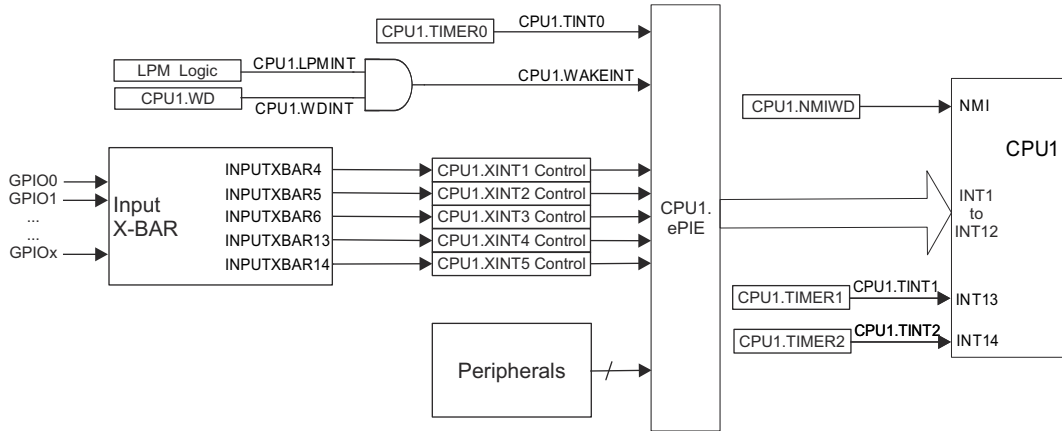 CPU1.TIMER0
CPU1.TINT0
LPM Logic
CPU1.LPMINT
CPU1.WD
CPU1.WDINT
CPU1.WAKEINT
CPU1.NMIWD
NMI
CPU1
GPIO0
GPIO1
...
...
GPIOx
Input
X-BAR
INPUTXBAR4
INPUTXBAR5
INPUTXBAR6
INPUTXBAR13
INPUTXBAR14
CPU1.XINT1 Control
CPU1.XINT2 Control
CPU1.XINT3 Control
CPU1.XINT4 Control
CPU1.XINT5 Control
CPU1.
ePIE
INT1
to
INT12
CPU1.TIMER1
CPU1.TINT1
INT13
CPU1.TIMER2
CPU1.TINT2
INT14
Peripherals